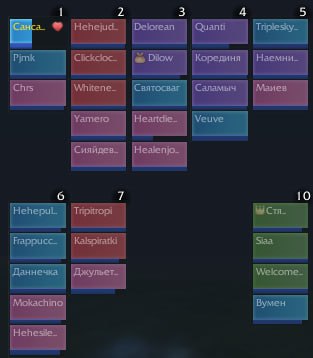 1 2 3 4 5
Санса.. Hehejud.. Delorean Quanti Triplesky..
Pjmk Clickcloc.. Dilow Корединя Наемни..
Chrs Whitene.. Святосваг Саламыч Маиев
Yamero Heartdie.. Veuve
Сияйдев.. Healenjo..
6 7 10
Hehepul.. Tripitropi Стя..
Frappucc.. Kalspiratki Siaa
Даннечка Джульет.. Welcome..
Mokachino Вумен
Hehesile..